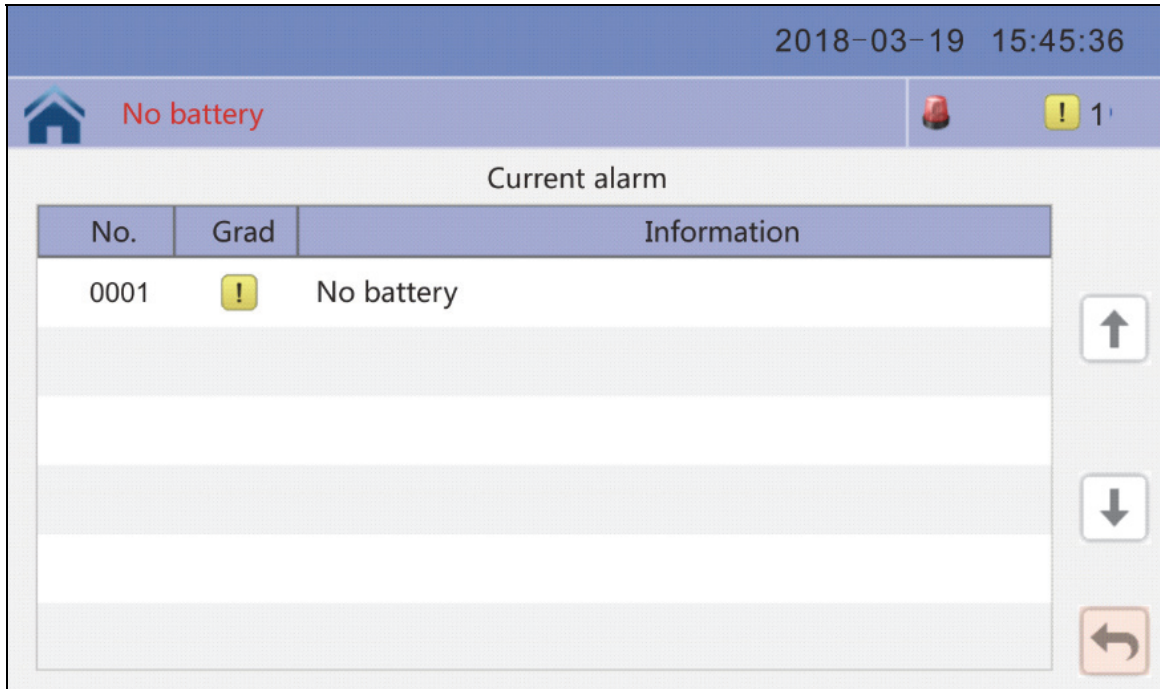 2018-03-19 15:45:36
No battery ! 1
Current alarm
No. Grad Information
0001 ! No battery